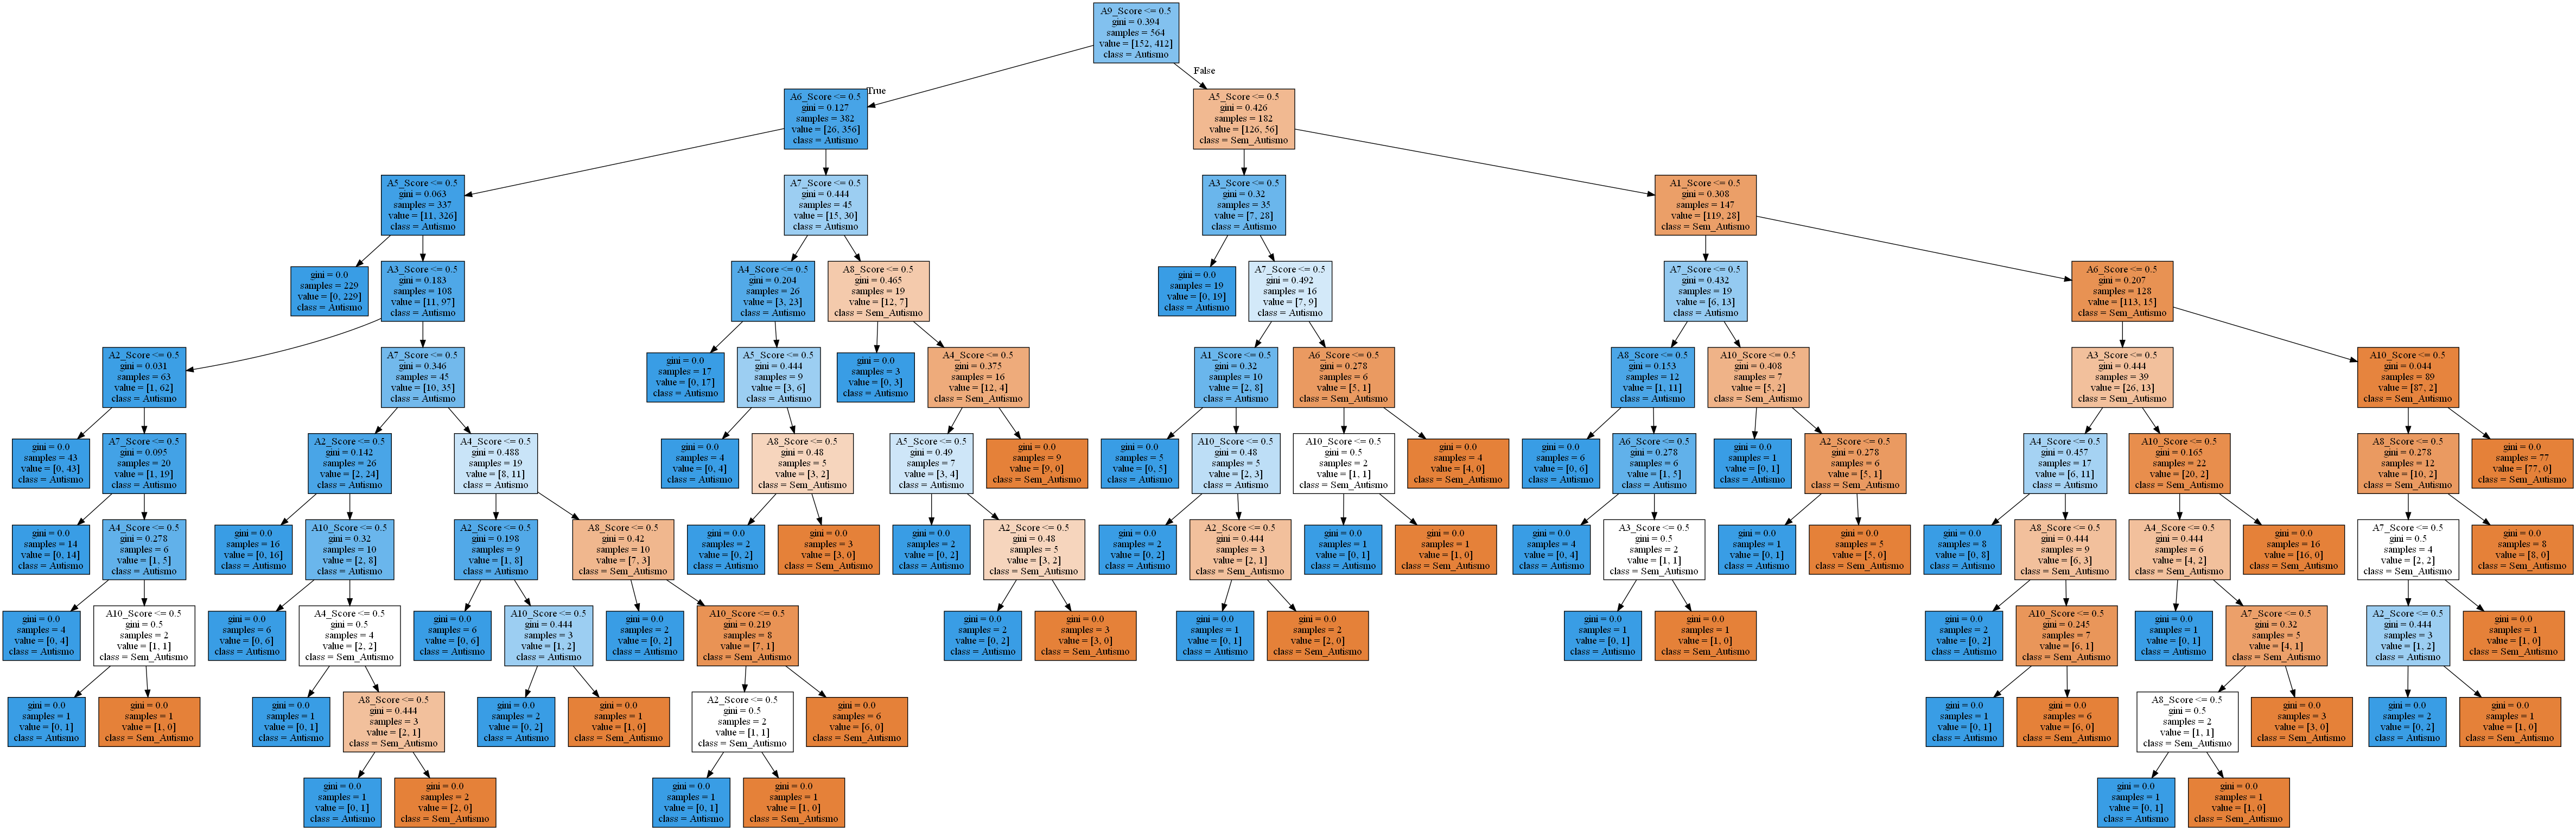 A9_Score <= 0.5
gini = 0.394
samples = 564
value = [152, 412]
class = Autismo
True
False
A6_Score <= 0.5
gini = 0.127
samples = 382
value = [26, 356]
class = Autismo
A5_Score <= 0.5
gini = 0.426
samples = 182
value = [126, 56]
class = Sem_Autismo
A5_Score <= 0.5
gini = 0.063
samples = 337
value = [11, 326]
class = Autismo
A7_Score <= 0.5
gini = 0.444
samples = 45
value = [15, 30]
class = Autismo
A3_Score <= 0.5
gini = 0.32
samples = 35
value = [7, 28]
class = Autismo
A1_Score <= 0.5
gini = 0.308
samples = 147
value = [119, 28]
class = Sem_Autismo
gini = 0.0
samples = 229
value = [0, 229]
class = Autismo
A3_Score <= 0.5
gini = 0.183
samples = 108
value = [11, 97]
class = Autismo
A4_Score <= 0.5
gini = 0.204
samples = 26
value = [3, 23]
class = Autismo
A8_Score <= 0.5
gini = 0.465
samples = 19
value = [12, 7]
class = Sem_Autismo
gini = 0.0
samples = 19
value = [0, 19]
class = Autismo
A7_Score <= 0.5
gini = 0.492
samples = 16
value = [7, 9]
class = Autismo
A7_Score <= 0.5
gini = 0.432
samples = 19
value = [6, 13]
class = Autismo
A6_Score <= 0.5
gini = 0.207
samples = 128
value = [113, 15]
class = Sem_Autismo
A2_Score <= 0.5
gini = 0.031
samples = 63
value = [1, 62]
class = Autismo
A7_Score <= 0.5
gini = 0.346
samples = 45
value = [10, 35]
class = Autismo
gini = 0.0
samples = 17
value = [0, 17]
class = Autismo
A5_Score <= 0.5
gini = 0.444
samples = 9
value = [3, 6]
class = Autismo
gini = 0.0
samples = 3
value = [0, 3]
class = Autismo
A4_Score <= 0.5
gini = 0.375
samples = 16
value = [12, 4]
class = Sem_Autismo
A1_Score <= 0.5
gini = 0.32
samples = 10
value = [2, 8]
class = Autismo
A6_Score <= 0.5
gini = 0.278
samples = 6
value = [5, 1]
class = Sem_Autismo
A8_Score <= 0.5
gini = 0.153
samples = 12
value = [1, 11]
class = Autismo
A10_Score <= 0.5
gini = 0.408
samples = 7
value = [5, 2]
class = Sem_Autismo
A3_Score <= 0.5
gini = 0.444
samples = 39
value = [26, 13]
class = Sem_Autismo
A10_Score <= 0.5
gini = 0.044
samples = 89
value = [87, 2]
class = Sem_Autismo
gini = 0.0
samples = 43
value = [0, 43]
class = Autismo
A7_Score <= 0.5
gini = 0.095
samples = 20
value = [1, 19]
class = Autismo
A2_Score <= 0.5
gini = 0.142
samples = 26
value = [2, 24]
class = Autismo
A4_Score <= 0.5
gini = 0.488
samples = 19
value = [8, 11]
class = Autismo
gini = 0.0
samples = 4
value = [0, 4]
class = Autismo
A8_Score <= 0.5
gini = 0.48
samples = 5
value = [3, 2]
class = Sem_Autismo
A5_Score <= 0.5
gini = 0.49
samples = 7
value = [3, 4]
class = Autismo
gini = 0.0
samples = 9
value = [9, 0]
class = Sem_Autismo
gini = 0.0
samples = 5
value = [0, 5]
class = Autismo
A10_Score <= 0.5
gini = 0.48
samples = 5
value = [2, 3]
class = Autismo
A10_Score <= 0.5
gini = 0.5
samples = 2
value = [1, 1]
class = Sem_Autismo
gini = 0.0
samples = 4
value = [4, 0]
class = Sem_Autismo
gini = 0.0
samples = 6
value = [0, 6]
class = Autismo
A6_Score <= 0.5
gini = 0.278
samples = 6
value = [1, 5]
class = Autismo
gini = 0.0
samples = 1
value = [0, 1]
class = Autismo
A2_Score <= 0.5
gini = 0.278
samples = 6
value = [5, 1]
class = Sem_Autismo
A4_Score <= 0.5
gini = 0.457
samples = 17
value = [6, 11]
class = Autismo
A10_Score <= 0.5
gini = 0.165
samples = 22
value = [20, 2]
class = Sem_Autismo
A8_Score <= 0.5
gini = 0.278
samples = 12
value = [10, 2]
class = Sem_Autismo
gini = 0.0
samples = 77
value = [77, 0]
class = Sem_Autismo
gini = 0.0
samples = 14
value = [0, 14]
class = Autismo
A4_Score <= 0.5
gini = 0.278
samples = 6
value = [1, 5]
class = Autismo
gini = 0.0
samples = 16
value = [0, 16]
class = Autismo
A10_Score <= 0.5
gini = 0.32
samples = 10
value = [2, 8]
class = Autismo
A2_Score <= 0.5
gini = 0.198
samples = 9
value = [1, 8]
class = Autismo
A8_Score <= 0.5
gini = 0.42
samples = 10
value = [7, 3]
class = Sem_Autismo
gini = 0.0
samples = 2
value = [0, 2]
class = Autismo
gini = 0.0
samples = 3
value = [3, 0]
class = Sem_Autismo
gini = 0.0
samples = 2
value = [0, 2]
class = Autismo
A2_Score <= 0.5
gini = 0.48
samples = 5
value = [3, 2]
class = Sem_Autismo
gini = 0.0
samples = 2
value = [0, 2]
class = Autismo
A2_Score <= 0.5
gini = 0.444
samples = 3
value = [2, 1]
class = Sem_Autismo
gini = 0.0
samples = 1
value = [0, 1]
class = Autismo
gini = 0.0
samples = 1
value = [1, 0]
class = Sem_Autismo
gini = 0.0
samples = 4
value = [0, 4]
class = Autismo
A3_Score <= 0.5
gini = 0.5
samples = 2
value = [1, 1]
class = Sem_Autismo
gini = 0.0
samples = 1
value = [0, 1]
class = Autismo
gini = 0.0
samples = 5
value = [5, 0]
class = Sem_Autismo
gini = 0.0
samples = 8
value = [0, 8]
class = Autismo
A8_Score <= 0.5
gini = 0.444
samples = 9
value = [6, 3]
class = Sem_Autismo
A4_Score <= 0.5
gini = 0.444
samples = 6
value = [4, 2]
class = Sem_Autismo
gini = 0.0
samples = 16
value = [16, 0]
class = Sem_Autismo
A7_Score <= 0.5
gini = 0.5
samples = 4
value = [2, 2]
class = Sem_Autismo
gini = 0.0
samples = 8
value = [8, 0]
class = Sem_Autismo
gini = 0.0
samples = 4
value = [0, 4]
class = Autismo
A10_Score <= 0.5
gini = 0.5
samples = 2
value = [1, 1]
class = Sem_Autismo
gini = 0.0
samples = 6
value = [0, 6]
class = Autismo
A4_Score <= 0.5
gini = 0.5
samples = 4
value = [2, 2]
class = Sem_Autismo
gini = 0.0
samples = 6
value = [0, 6]
class = Autismo
A10_Score <= 0.5
gini = 0.444
samples = 3
value = [1, 2]
class = Autismo
gini = 0.0
samples = 2
value = [0, 2]
class = Autismo
A10_Score <= 0.5
gini = 0.219
samples = 8
value = [7, 1]
class = Sem_Autismo
gini = 0.0
samples = 2
value = [0, 2]
class = Autismo
gini = 0.0
samples = 3
value = [3, 0]
class = Sem_Autismo
gini = 0.0
samples = 1
value = [0, 1]
class = Autismo
gini = 0.0
samples = 2
value = [2, 0]
class = Sem_Autismo
gini = 0.0
samples = 1
value = [0, 1]
class = Autismo
gini = 0.0
samples = 1
value = [1, 0]
class = Sem_Autismo
gini = 0.0
samples = 2
value = [0, 2]
class = Autismo
A10_Score <= 0.5
gini = 0.245
samples = 7
value = [6, 1]
class = Sem_Autismo
gini = 0.0
samples = 1
value = [0, 1]
class = Autismo
A7_Score <= 0.5
gini = 0.32
samples = 5
value = [4, 1]
class = Sem_Autismo
A2_Score <= 0.5
gini = 0.444
samples = 3
value = [1, 2]
class = Autismo
gini = 0.0
samples = 1
value = [1, 0]
class = Sem_Autismo
gini = 0.0
samples = 1
value = [0, 1]
class = Autismo
gini = 0.0
samples = 1
value = [1, 0]
class = Sem_Autismo
gini = 0.0
samples = 1
value = [0, 1]
class = Autismo
A8_Score <= 0.5
gini = 0.444
samples = 3
value = [2, 1]
class = Sem_Autismo
gini = 0.0
samples = 2
value = [0, 2]
class = Autismo
gini = 0.0
samples = 1
value = [1, 0]
class = Sem_Autismo
A2_Score <= 0.5
gini = 0.5
samples = 2
value = [1, 1]
class = Sem_Autismo
gini = 0.0
samples = 6
value = [6, 0]
class = Sem_Autismo
gini = 0.0
samples = 1
value = [0, 1]
class = Autismo
gini = 0.0
samples = 6
value = [6, 0]
class = Sem_Autismo
A8_Score <= 0.5
gini = 0.5
samples = 2
value = [1, 1]
class = Sem_Autismo
gini = 0.0
samples = 3
value = [3, 0]
class = Sem_Autismo
gini = 0.0
samples = 2
value = [0, 2]
class = Autismo
gini = 0.0
samples = 1
value = [1, 0]
class = Sem_Autismo
gini = 0.0
samples = 1
value = [0, 1]
class = Autismo
gini = 0.0
samples = 2
value = [2, 0]
class = Sem_Autismo
gini = 0.0
samples = 1
value = [0, 1]
class = Autismo
gini = 0.0
samples = 1
value = [1, 0]
class = Sem_Autismo
gini = 0.0
samples = 1
value = [0, 1]
class = Autismo
gini = 0.0
samples = 1
value = [1, 0]
class = Sem_Autismo